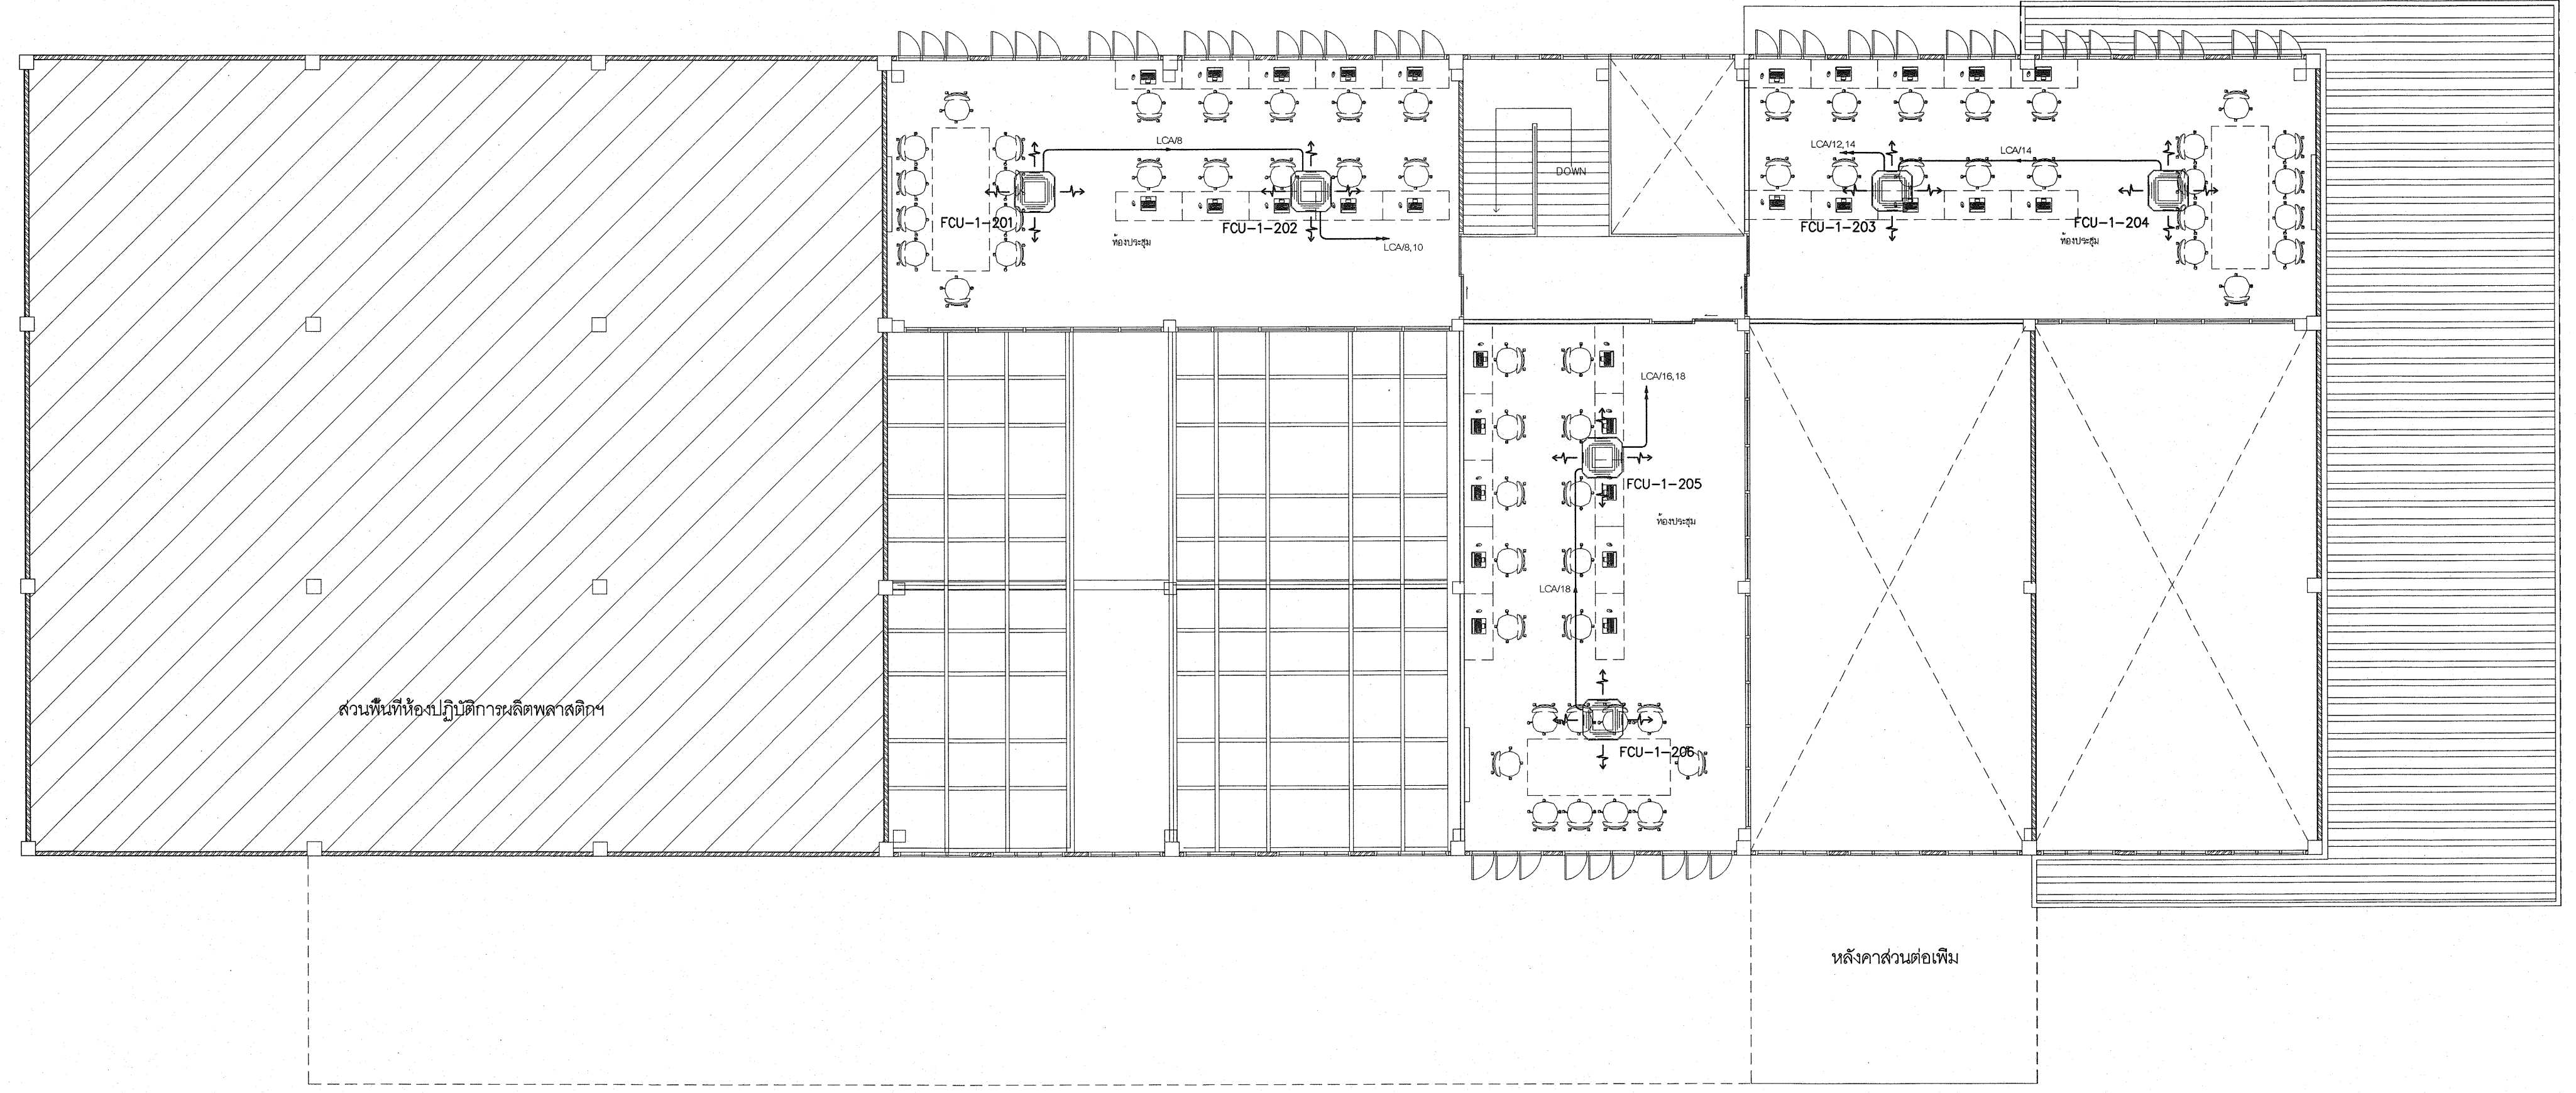 LCA/8
FCU-1-201
FCU-1-202
ห้องประชุม
LCA/8,10
DOWN
LCA/12,14
LCA/14
FCU-1-203
FCU-1-204
ห้องประชุม
LCA/16,18
FCU-1-205
ห้องประชุม
LCA/18
FCU-1-206
ส่วนพื้นที่ห้องปฏิบัติการผลิตพลาสติกฯ
หลังคาส่วนต่อเพิ่ม